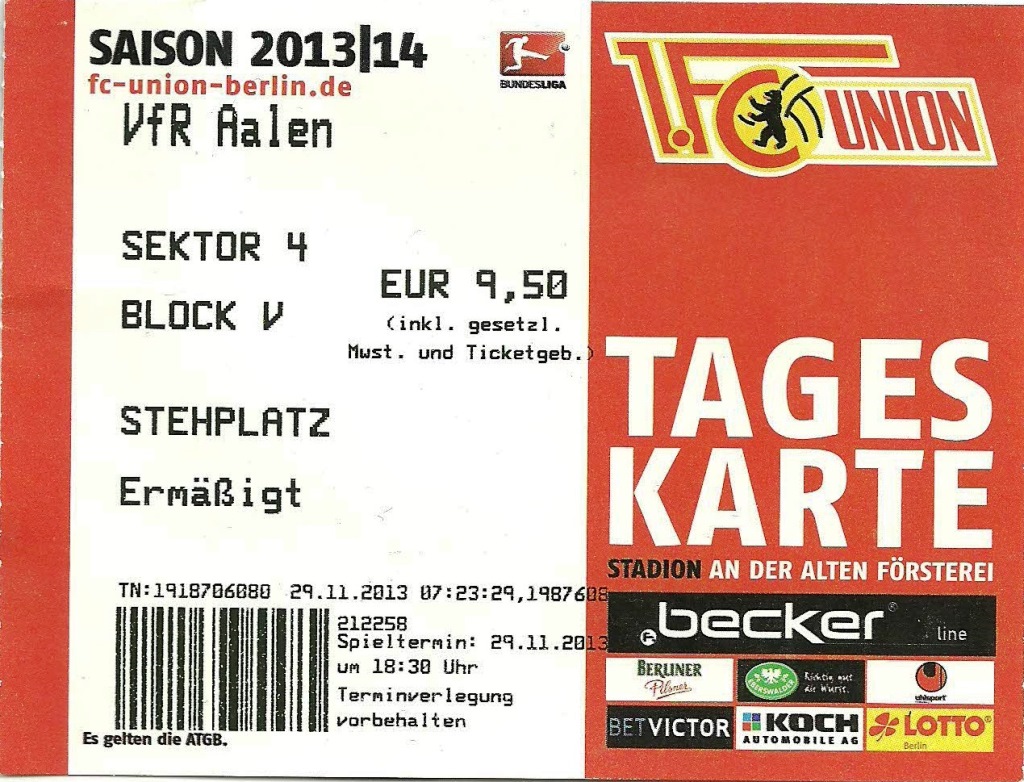 SAISON 2013|14
fc-union-berlin.de
BUNDESLIGA
VfR Aalen
SEKTOR 4
BLOCK V
EUR 9,50
(inkl. gesetzl.
Mwst. und Ticketgeb.)
STEHPLATZ
Ermäßigt
TN:1918706080 29.11.2013 07:23:29,1987608
212258
Spieltermin: 29.11.2013
um 18:30 Uhr
Terminverlegung
vorbehalten
Es gelten die ATGB.
1.FC UNION
TAGES
KARTE
STADION AN DER ALTEN FÖRSTEREI
becker® line
BERLINER
Pilsner
EBERSWALDER
Richtig gut
die Wurst.
uhlsport
BETVICTOR
KOCH
AUTOMOBILE AG
LOTTO®
Berlin